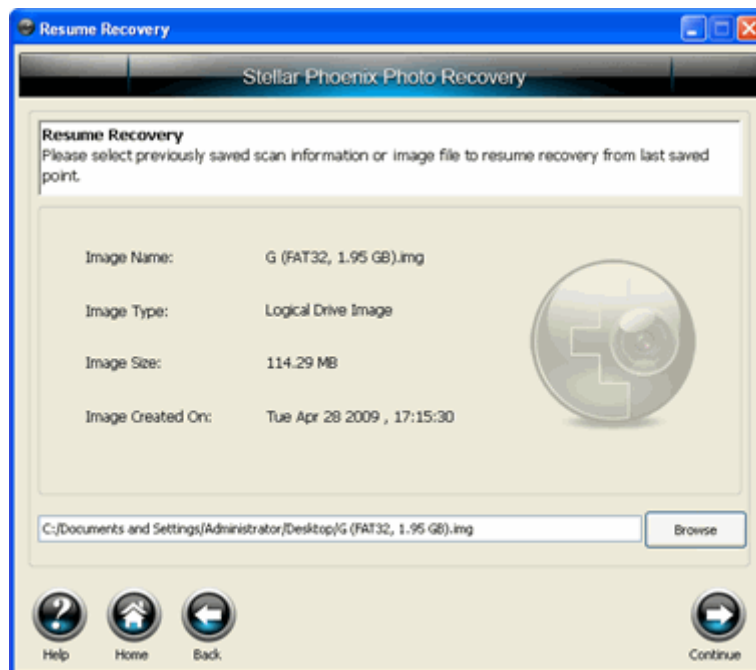 Resume Recovery
Stellar Phoenix Photo Recovery
Resume Recovery
Please select previously saved scan information or image file to resume recovery from last saved
point.
Image Name: G (FAT32, 1.95 GB).img
Image Type: Logical Drive Image
Image Size: 114.29 MB
Image Created On: Tue Apr 28 2009 , 17:15:30
C:/Documents and Settings/Administrator/Desktop/G (FAT32, 1.95 GB).img Browse
Help Home Back Continue